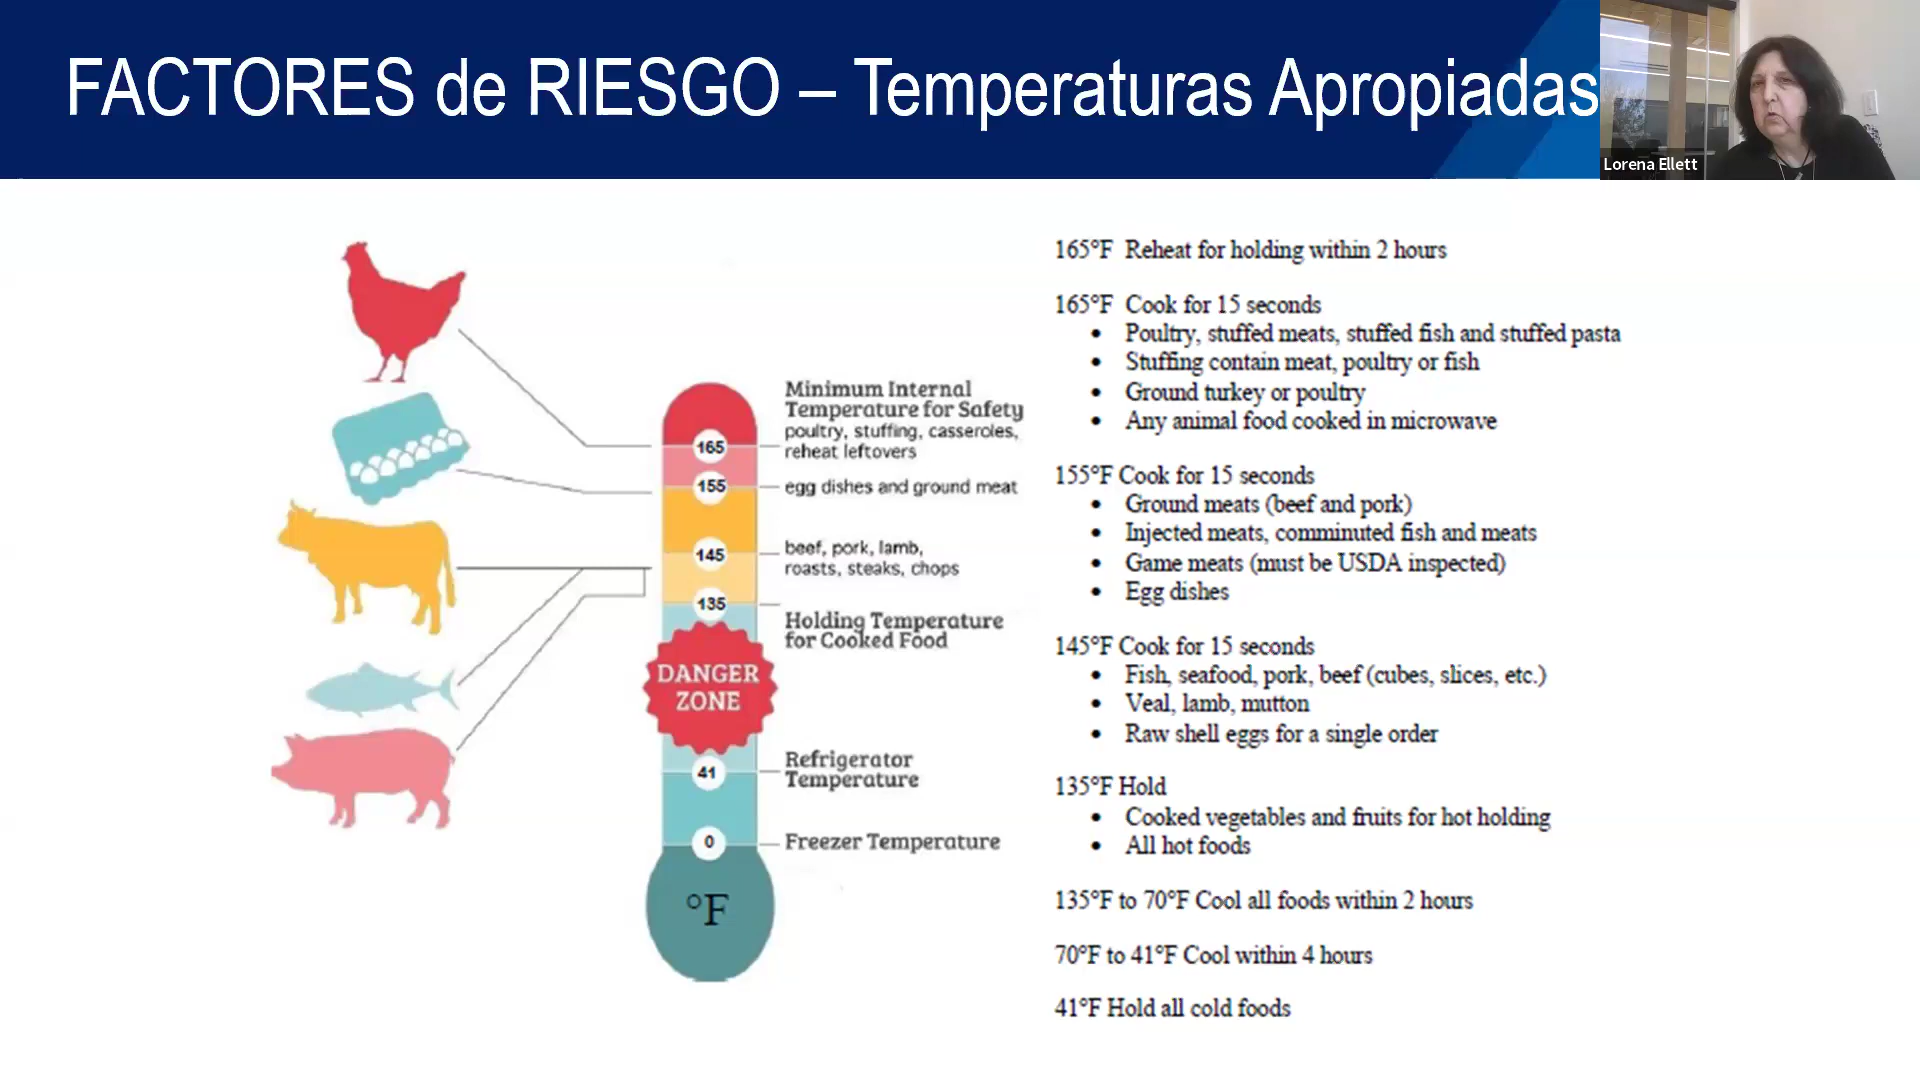 FACTORES de RIESGO – Temperaturas Apropiadas
Lorena Ellett
Minimum Internal
Temperature for Safety
poultry, stuffing, casseroles,
reheat leftovers
165
155
egg dishes and ground meat
145
beef, pork, lamb,
roasts, steaks, chops
135
Holding Temperature
for Cooked Food
DANGER
ZONE
41
Refrigerator
Temperature
0
Freezer Temperature
°F
165°F Reheat for holding within 2 hours
165°F Cook for 15 seconds
• Poultry, stuffed meats, stuffed fish and stuffed pasta
• Stuffing contain meat, poultry or fish
• Ground turkey or poultry
• Any animal food cooked in microwave
155°F Cook for 15 seconds
• Ground meats (beef and pork)
• Injected meats, comminuted fish and meats
• Game meats (must be USDA inspected)
• Egg dishes
145°F Cook for 15 seconds
• Fish, seafood, pork, beef (cubes, slices, etc.)
• Veal, lamb, mutton
• Raw shell eggs for a single order
135°F Hold
• Cooked vegetables and fruits for hot holding
• All hot foods
135°F to 70°F Cool all foods within 2 hours
70°F to 41°F Cool within 4 hours
41°F Hold all cold foods